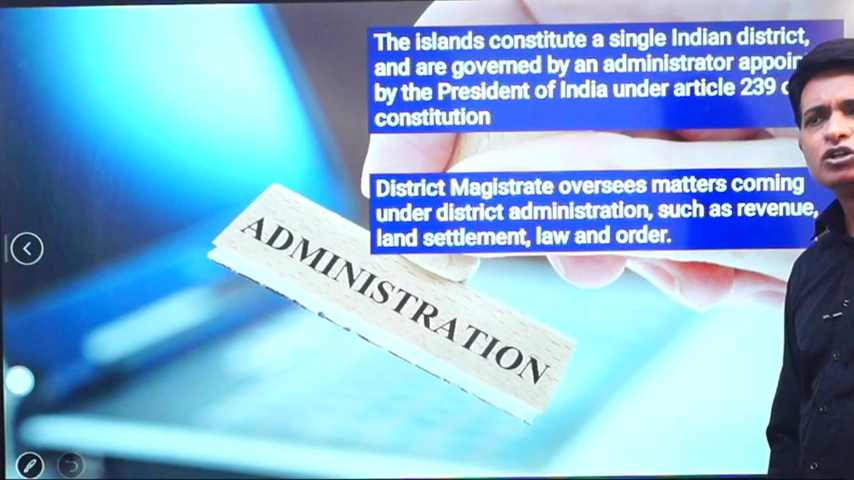 The islands constitute a single Indian district,
and are governed by an administrator
by the President of India under article 239
constitution
District Magistrate oversees matters coming
under district administration, such as revenue,
land settlement, law and order.
ADMINISTRATION